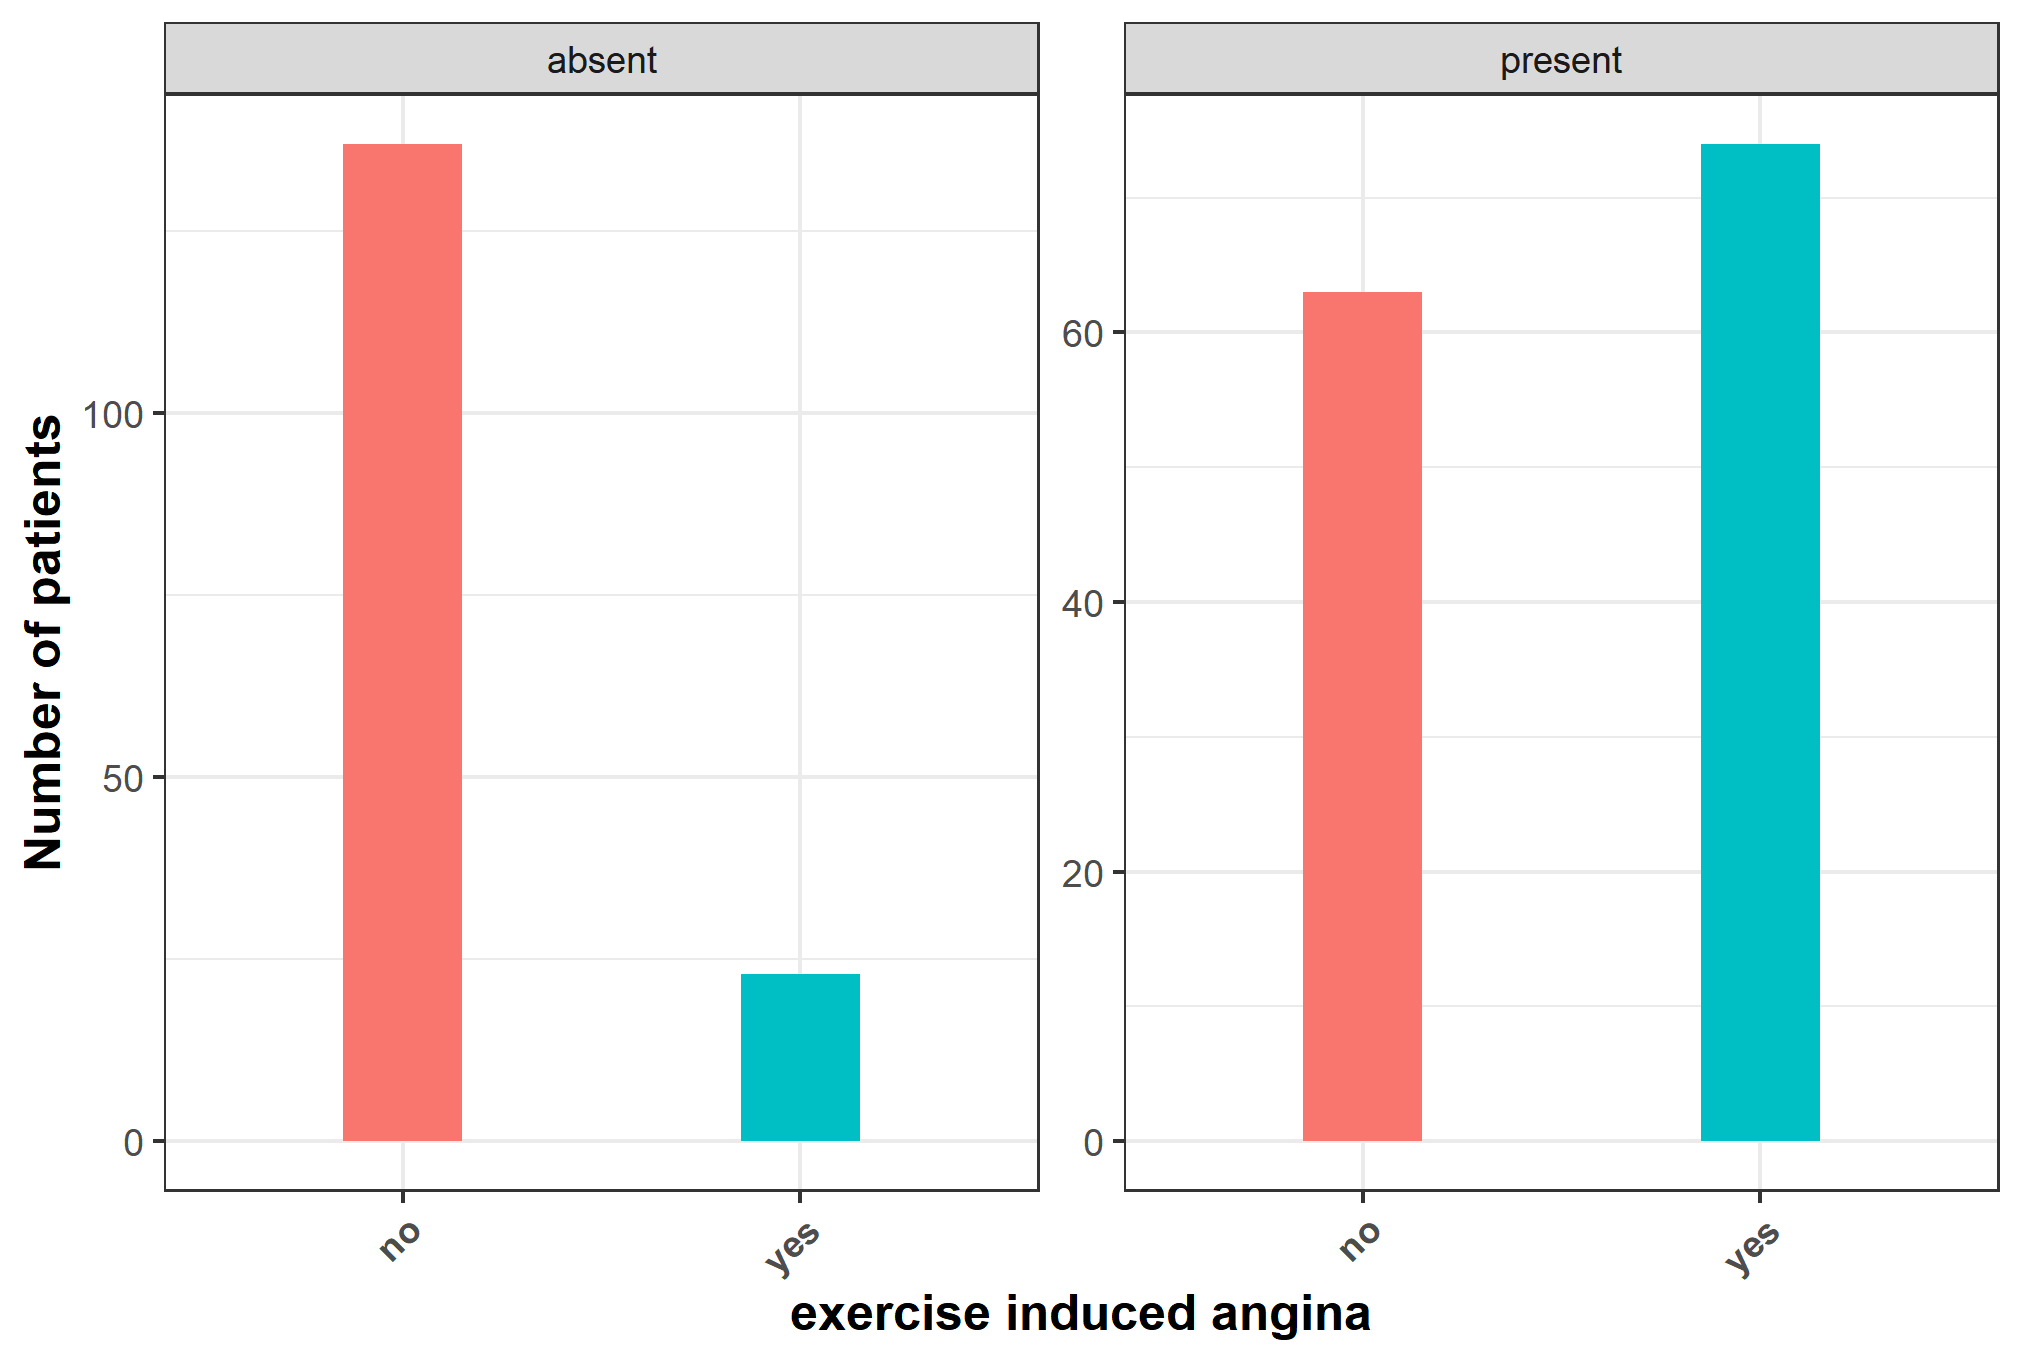 absent
present
Number of patients
100
50
0
60
40
20
0
no
yes
no
yes
exercise induced angina